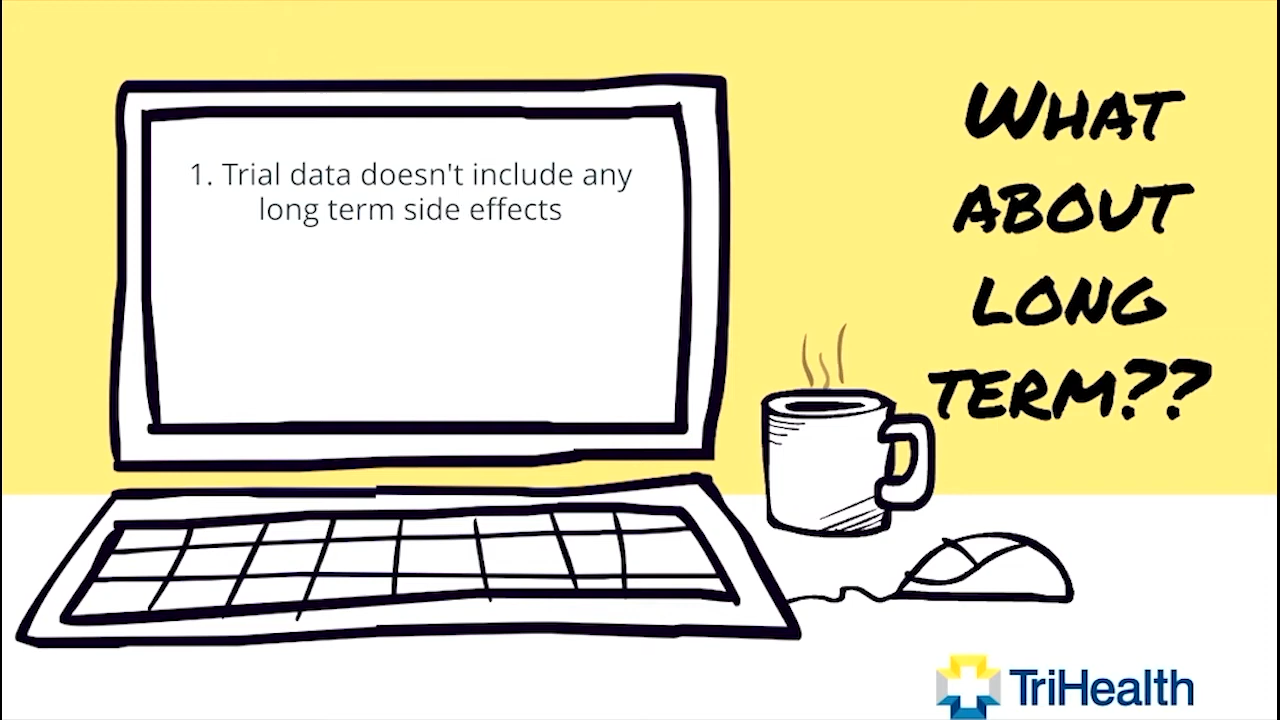 1. Trial data doesn't include any
long term side effects
WHAT
ABOUT
LONG
TERM??
TriHealth